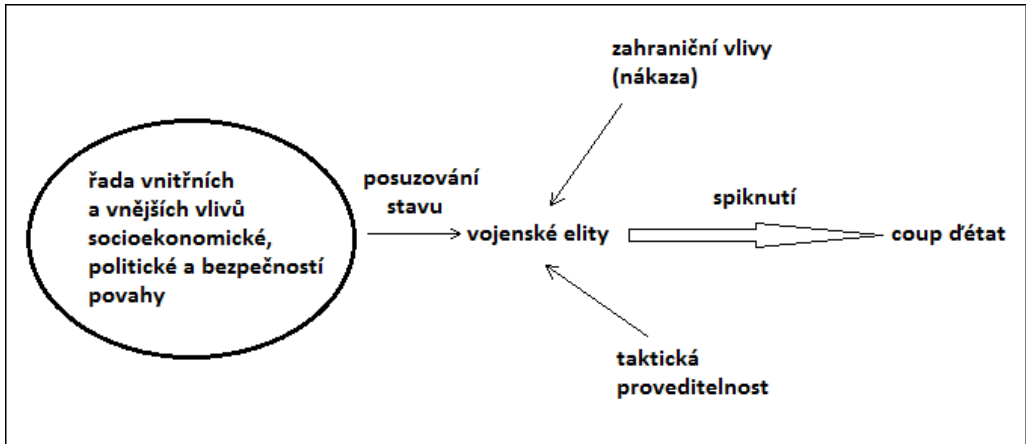 zahraniční vlivy
(nákaza)
řada vnitřních
a vnějších vlivů
socioekonomické,
politické a bezpečností
povahy
posuzování
stavu
vojenské elity
spiknutí
coup ďétat
taktická
proveditelnost